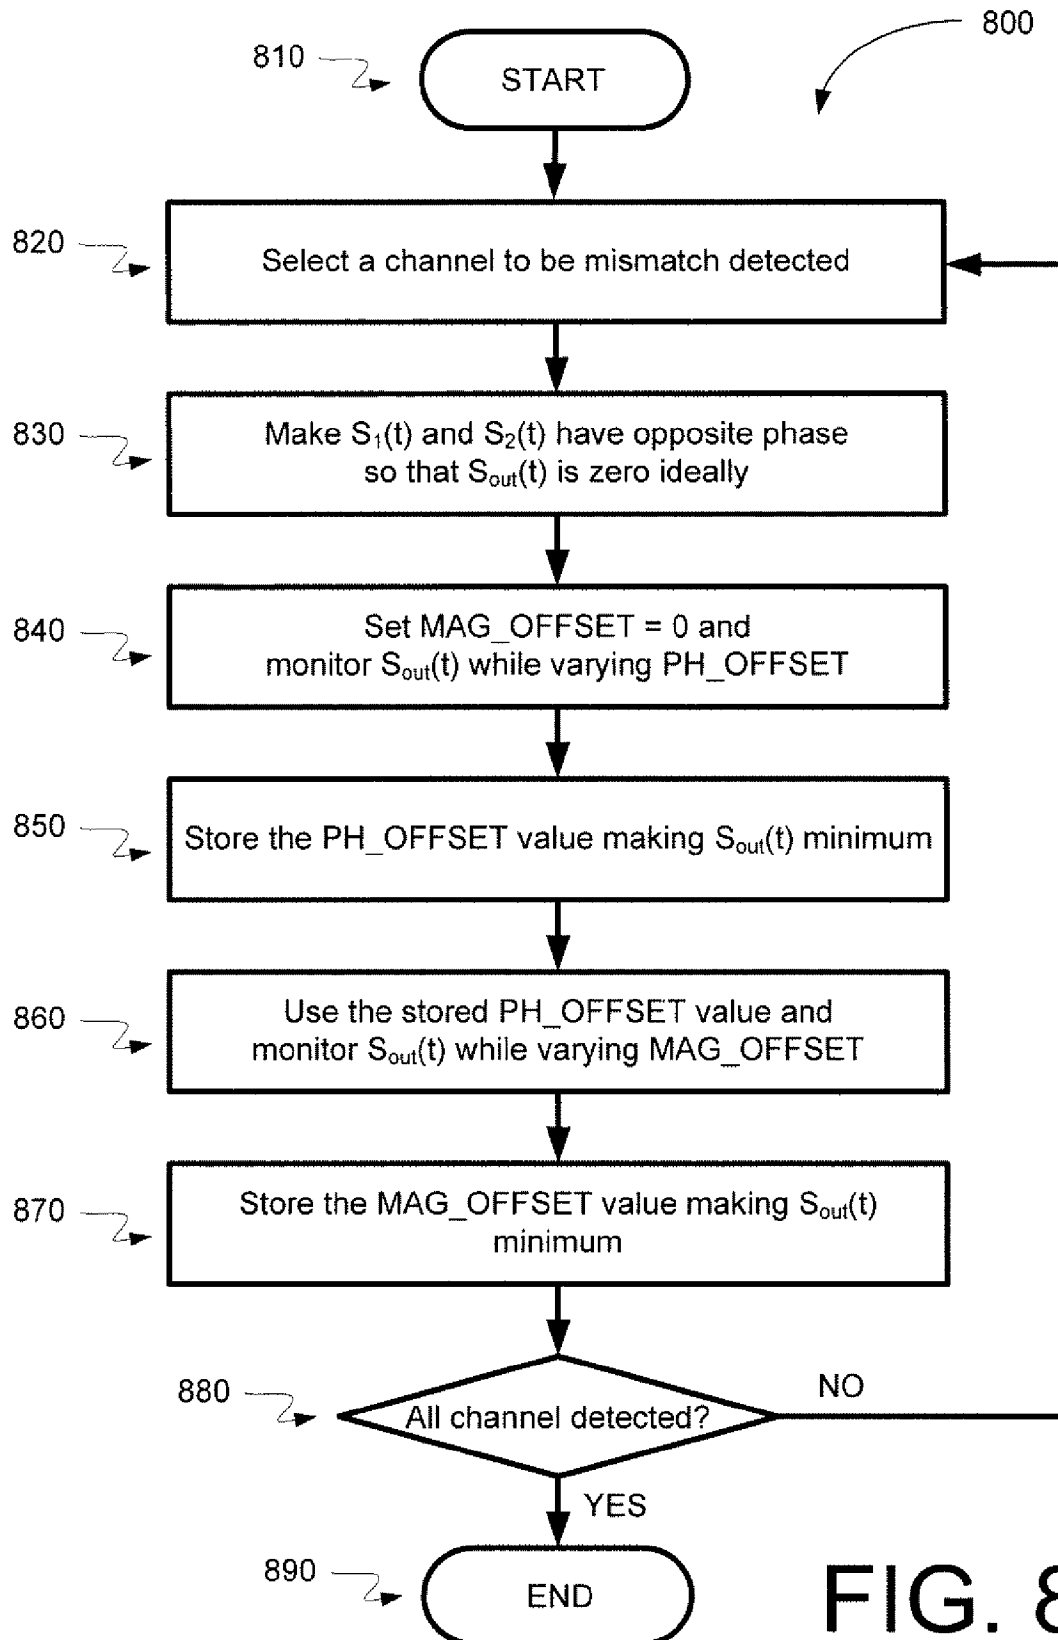 800
810
START
820
Select a channel to be mismatch detected
830
Make S1(t) and S2(t) have opposite phase
so that Sout(t) is zero ideally
840
Set MAG_OFFSET = 0 and
monitor Sout(t) while varying PH_OFFSET
850
Store the PH_OFFSET value making Sout(t) minimum
860
Use the stored PH_OFFSET value and
monitor Sout(t) while varying MAG_OFFSET
870
Store the MAG_OFFSET value making Sout(t)
minimum
880
All channel detected?
NO
YES
890
END
FIG. 8